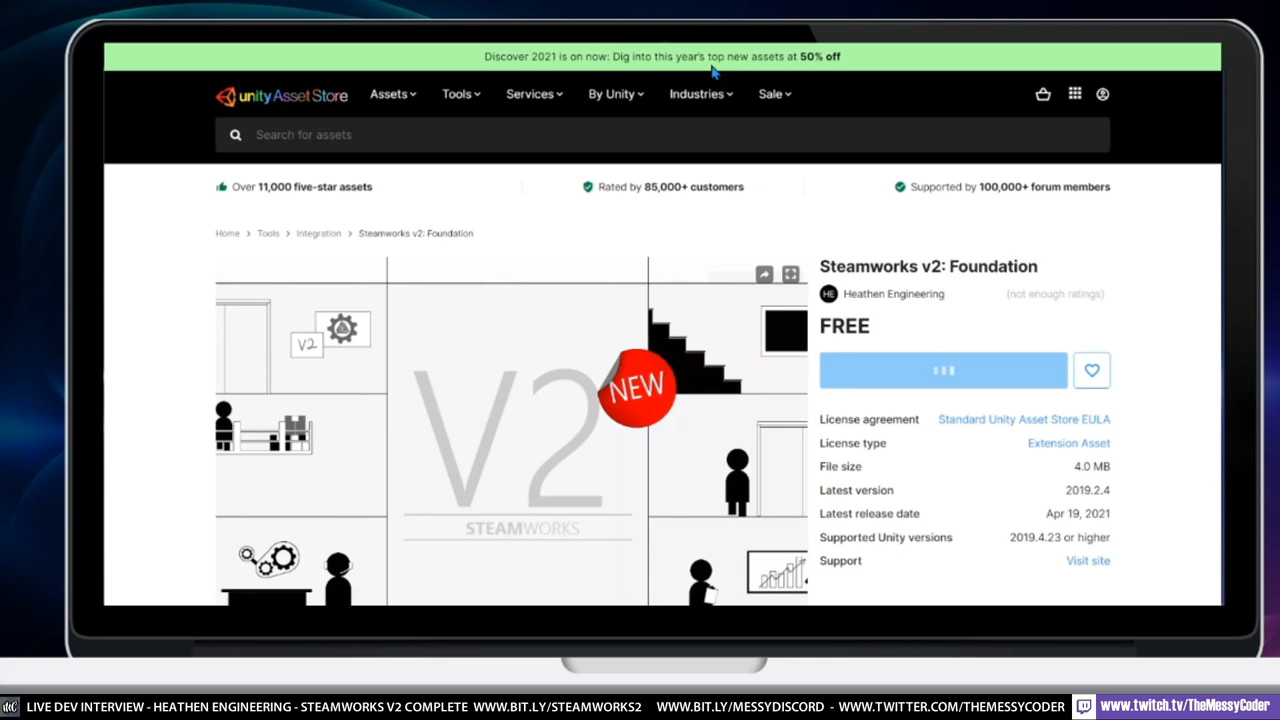 Discover 2021 is on now: Dig into this year's top new assets at 50% off
unity Asset Store
Assets
Tools
Services
By Unity
Industries
Sale
Search for assets
Over 11,000 five-star assets
Rated by 85,000+ customers
Supported by 100,000+ forum members
Home > Tools > Integration > Steamworks v2: Foundation
V2
V2
NEW
STEAMWORKS
Steamworks v2: Foundation
HE Heathen Engineering (not enough ratings)
FREE
License agreement Standard Unity Asset Store EULA
License type Extension Asset
File size 4.0 MB
Latest version 2019.2.4
Latest release date Apr 19, 2021
Supported Unity versions 2019.4.23 or higher
Support Visit site
LIVE DEV INTERVIEW - HEATHEN ENGINEERING - STEAMWORKS V2 COMPLETE WWW.BIT.LY/STEAMWORKS2 WWW.BIT.LY/MESSYDISCORD - WWW.TWITTER.COM/THEMESSYCODER
www.twitch.tv/TheMessyCoder